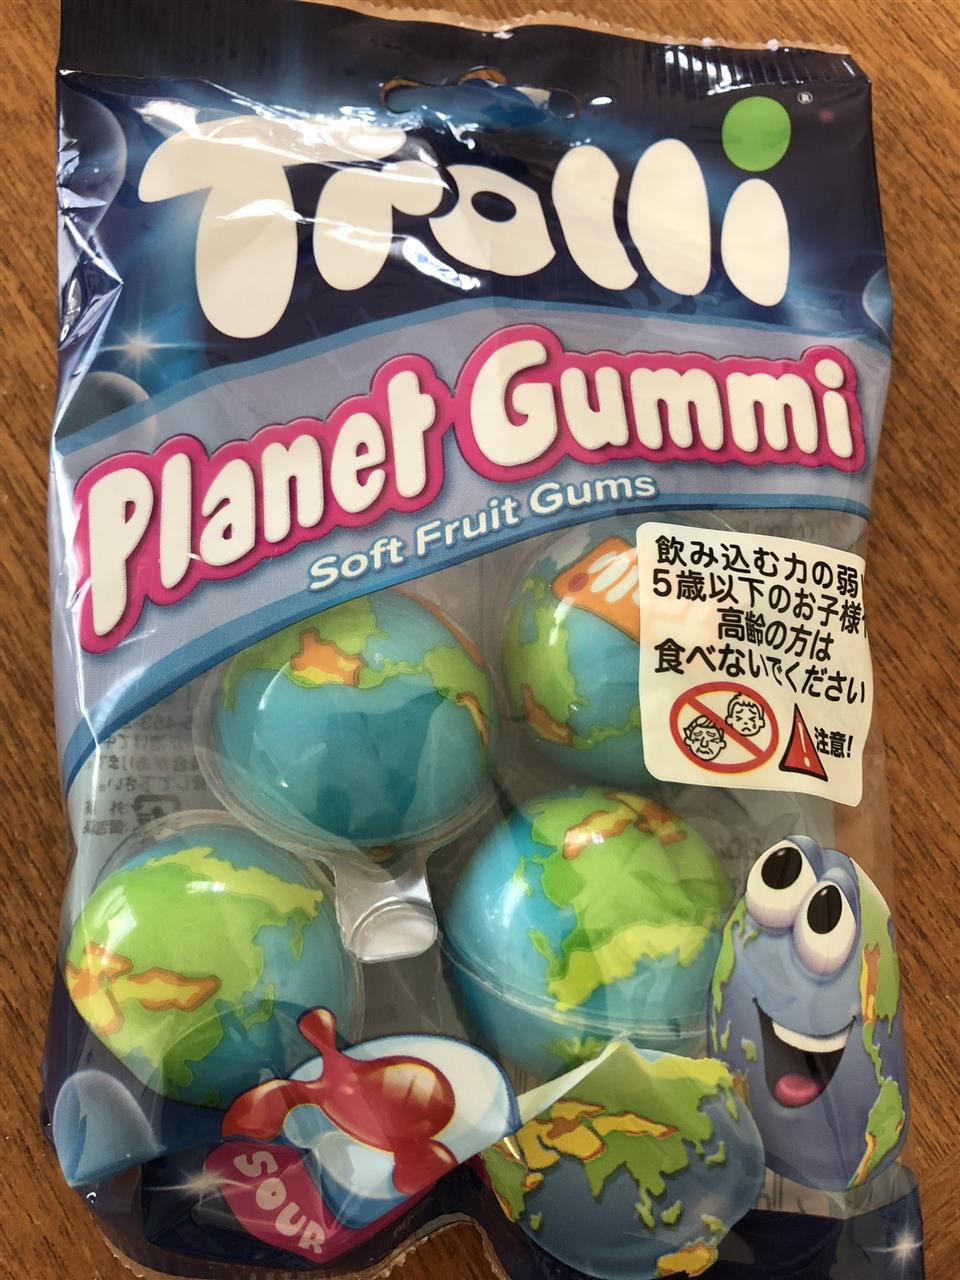 Trolli
®
Planet Gummi
Soft Fruit Gums
飲み込む力の弱い
5歳以下のお子様や
高齢の方は
食べないでください
注意!
SOUR